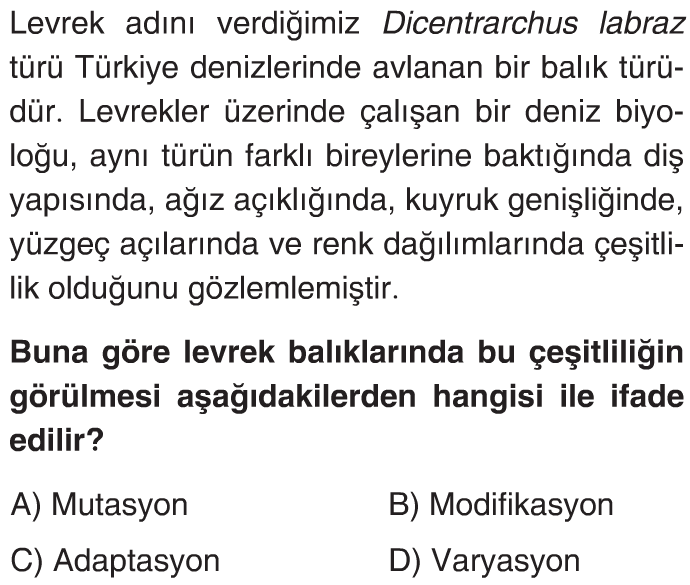 Levrek adını verdiğimiz Dicentrarchus labraz
türü Türkiye denizlerinde avlanan bir balık türü-
dür. Levrekler üzerinde çalışan bir deniz biyo-
loğu, aynı türün farklı bireylerine baktığında diş
yapısında, ağız açıklığında, kuyruk genişliğinde,
yüzgeç açılarında ve renk dağılımlarında çeşitli-
lik olduğunu gözlemlemiştir.
Buna göre levrek balıklarında bu çeşitliliğin
görülmesi aşağıdakilerden hangisi ile ifade
edilir?
A) Mutasyon B) Modifikasyon
C) Adaptasyon D) Varyasyon